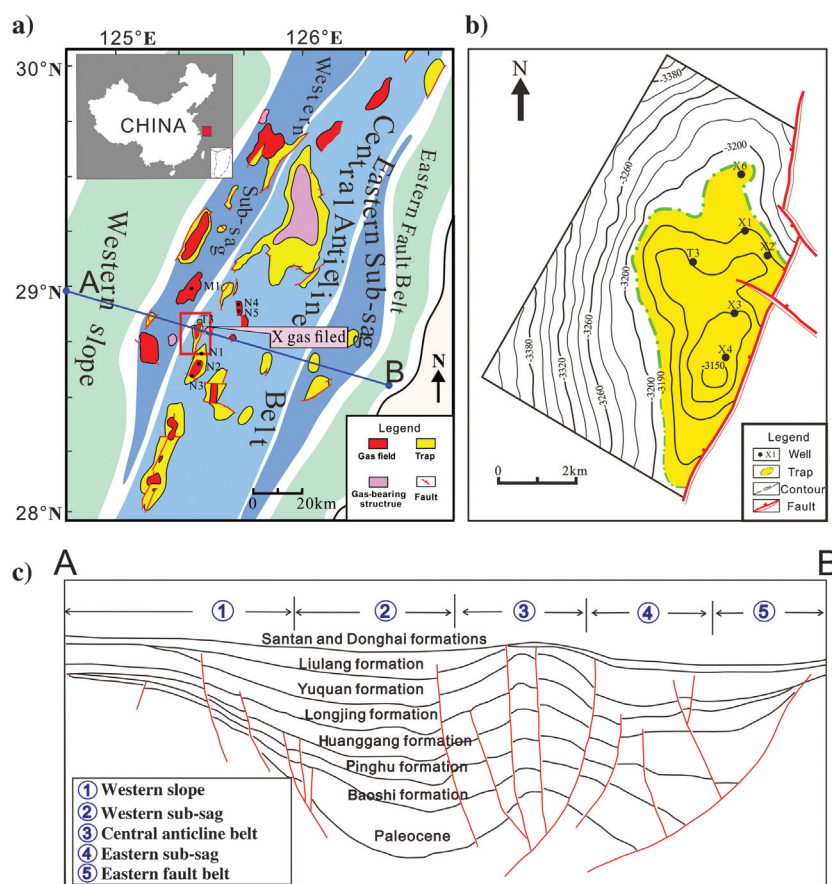 a)
125°E
126°E
30°N
29°N
28°N
CHINA
Western slope
Western
Sub-sag
Central Antieline
Belt
Eastern Sub-sag
Eastern Fault Belt
A
B
M1
N4
N5
T3
X gas filed
N1
N2
N3
N
0 20km
Legend
Gas field
Trap
Gas-bearing
structrue
Fault
b)
N
-3380
-3260
-3200
X6
X1
X2
T3
X3
X4
-3150
-3200
-3380
-3320
-3260
-3200
-3190
0 2km
Legend
X1 Well
Trap
Contour
Fault
c)
A
B
① ② ③ ④ ⑤
Santan and Donghai formations
Liulang formation
Yuquan formation
Longjing formation
Huanggang formation
Pinghu formation
Baoshi formation
Paleocene
① Western slope
② Western sub-sag
③ Central anticline belt
④ Eastern sub-sag
⑤ Eastern fault belt